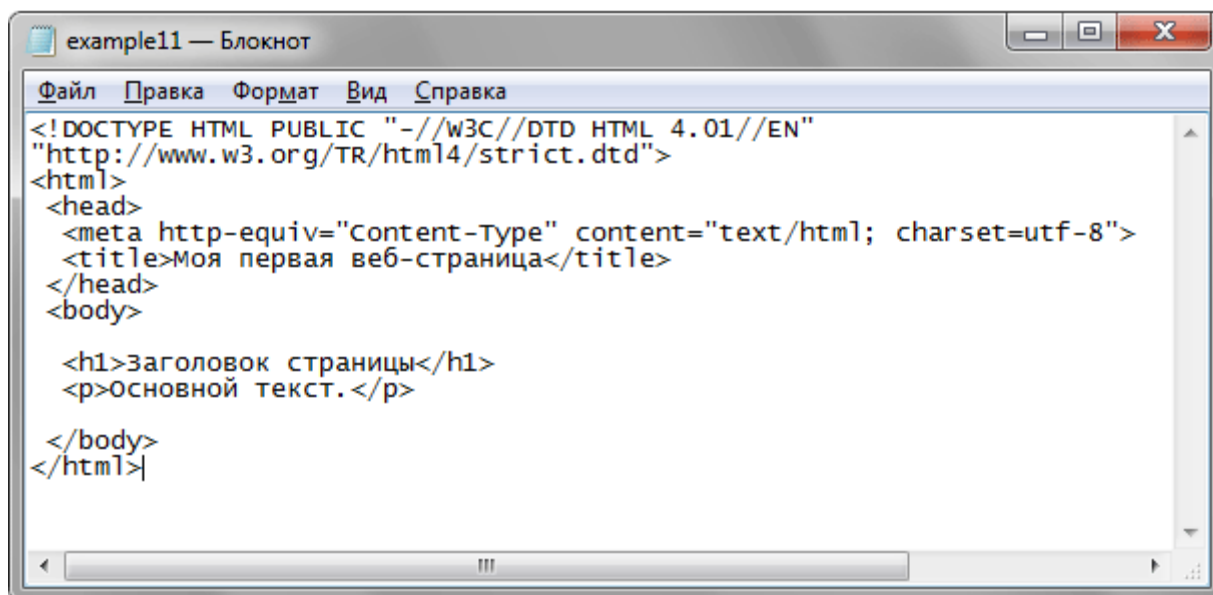 example11 — Блокнот
Файл Правка Формат Вид Справка
<!DOCTYPE HTML PUBLIC "-//W3C//DTD HTML 4.01//EN"
"http://www.w3.org/TR/html4/strict.dtd">
<html>
 <head>
  <meta http-equiv="Content-Type" content="text/html; charset=utf-8">
  <title>Моя первая веб-страница</title>
 </head>
 <body>

  <h1>Заголовок страницы</h1>
  <p>Основной текст.</p>

 </body>
</html>